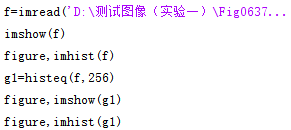 f=imread('D:\测试图像（实验一）\Fig0637...
imshow(f)
figure,imhist(f)
g1=histeq(f,256)
figure,imshow(g1)
figure,imhist(g1)